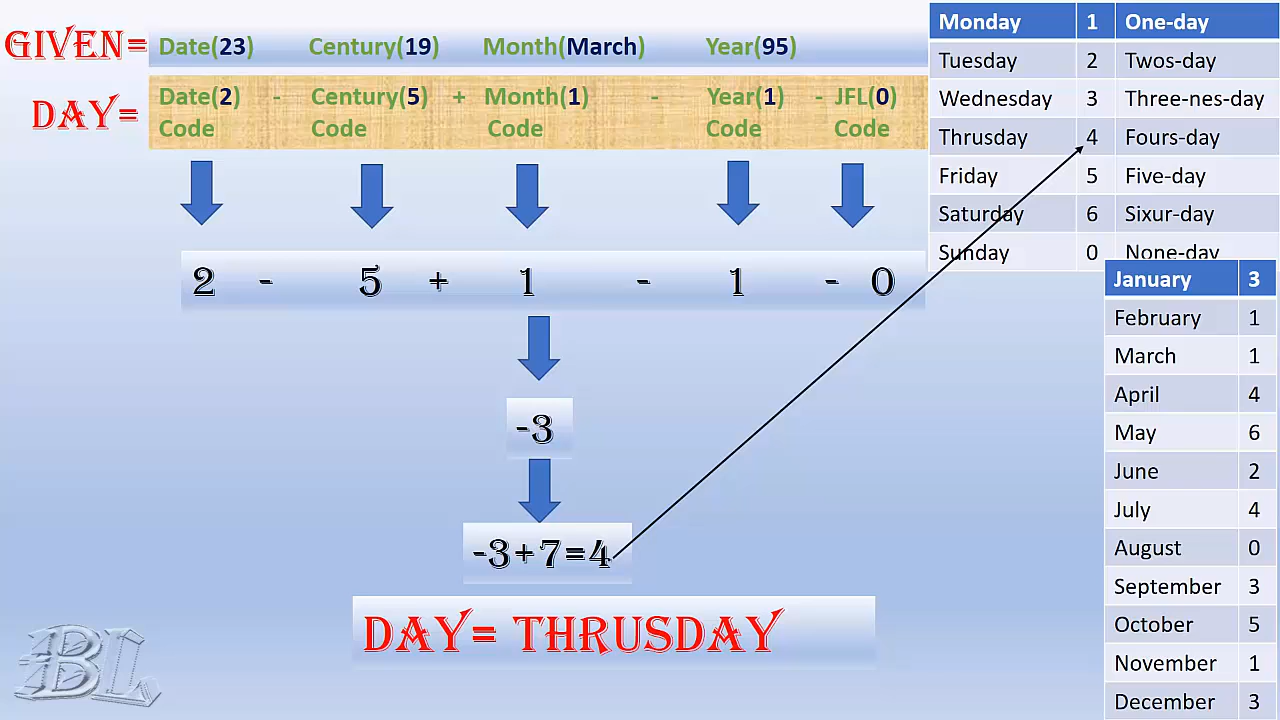 GIVEN= Date(23) Century(19) Month(March) Year(95)
DAY= Date(2) - Century(5) + Month(1) - Year(1) - JFL(0)
Code Code Code Code Code
2 - 5 + 1 - 1 - 0
-3
-3+7=4
DAY= THRUSDAY
BL
Monday 1 One-day
Tuesday 2 Twos-day
Wednesday 3 Three-nes-day
Thrusday 4 Fours-day
Friday 5 Five-day
Saturday 6 Sixur-day
Sunday 0 None-day
January 3
February 1
March 1
April 4
May 6
June 2
July 4
August 0
September 3
October 5
November 1
December 3